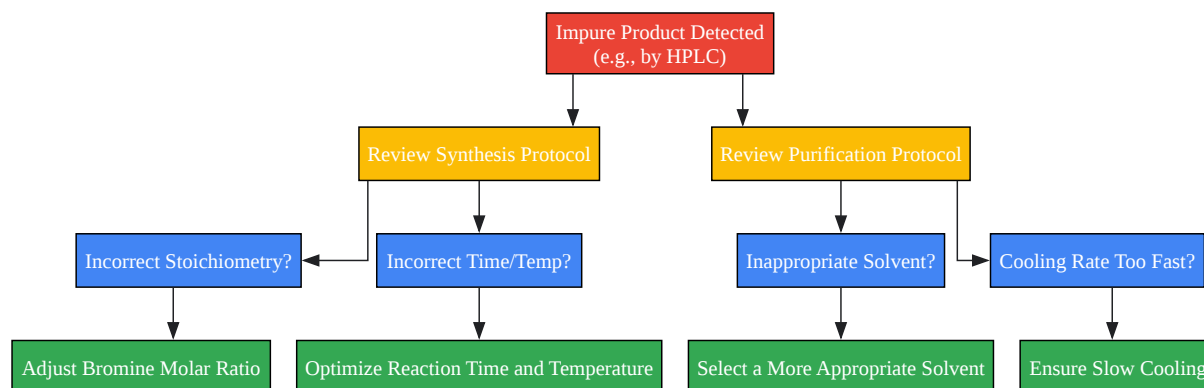 Impure Product Detected
(e.g., by HPLC)
Review Synthesis Protocol
Review Purification Protocol
Incorrect Stoichiometry?
Incorrect Time/Temp?
Inappropriate Solvent?
Cooling Rate Too Fast?
Adjust Bromine Molar Ratio
Optimize Reaction Time and Temperature
Select a More Appropriate Solvent
Ensure Slow Cooling